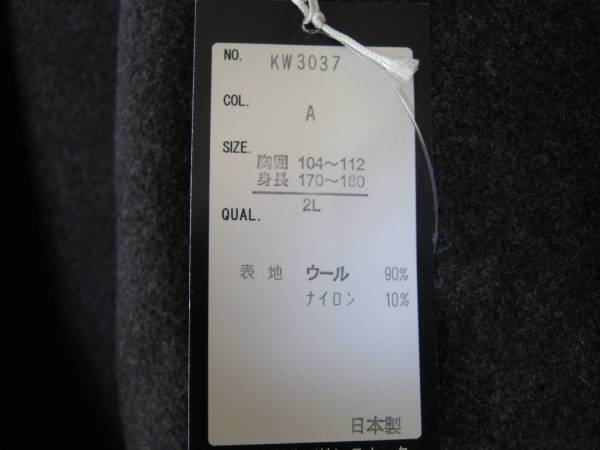 NO. KW3037
COL. A
SIZE.
胸囲 104～112
身長 170～180
2L
QUAL.
表地 ウール 90%
ナイロン 10%
日本製